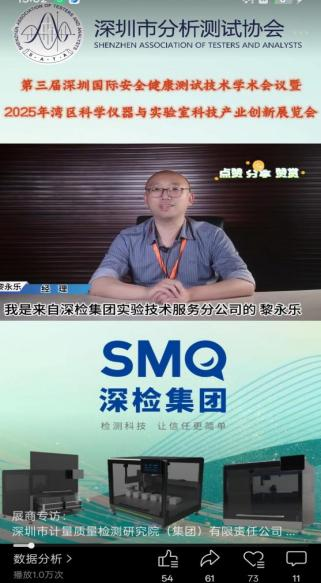 深圳市分析测试协会
SHENZHEN ASSOCIATION OF TESTERS AND ANALYSTS
S.A.T.A
第三届深圳国际安全健康测试技术学术会议暨
2025年湾区科学仪器与实验室科技产业创新展览会
点赞 分享 赞赏
黎永乐 经 理
我是来自深检集团实验技术服务分公司的 黎永乐
SMQ
深检集团
检测科技 让信任更简单
展商专访：
深圳市计量质量检测研究院（集团）有限责任公司 ...
数据分析 >
播放1.0万次
54
61
73
11